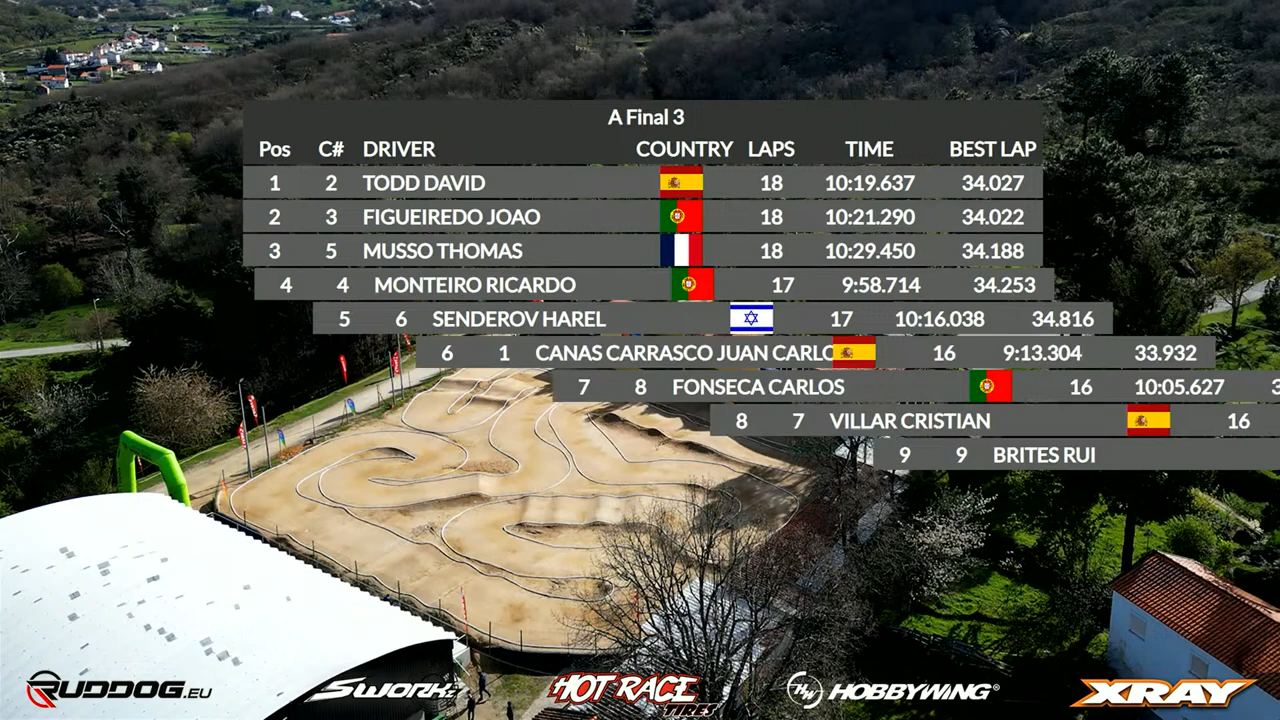 A Final 3
Pos C# DRIVER COUNTRY LAPS TIME BEST LAP
1 2 TODD DAVID 18 10:19.637 34.027
2 3 FIGUEIREDO JOAO 18 10:21.290 34.022
3 5 MUSSO THOMAS 18 10:29.450 34.188
4 4 MONTEIRO RICARDO 17 9:58.714 34.253
5 6 SENDEROV HAREL 17 10:16.038 34.816
6 1 CANAS CARRASCO JUAN CARLO 16 9:13.304 33.932
7 8 FONSECA CARLOS 16 10:05.627 3
8 7 VILLAR CRISTIAN 16
9 9 BRITES RUI
RUDDOG.EU SWORKz HOT RACE TIRES HW HOBBYWING® XRAY